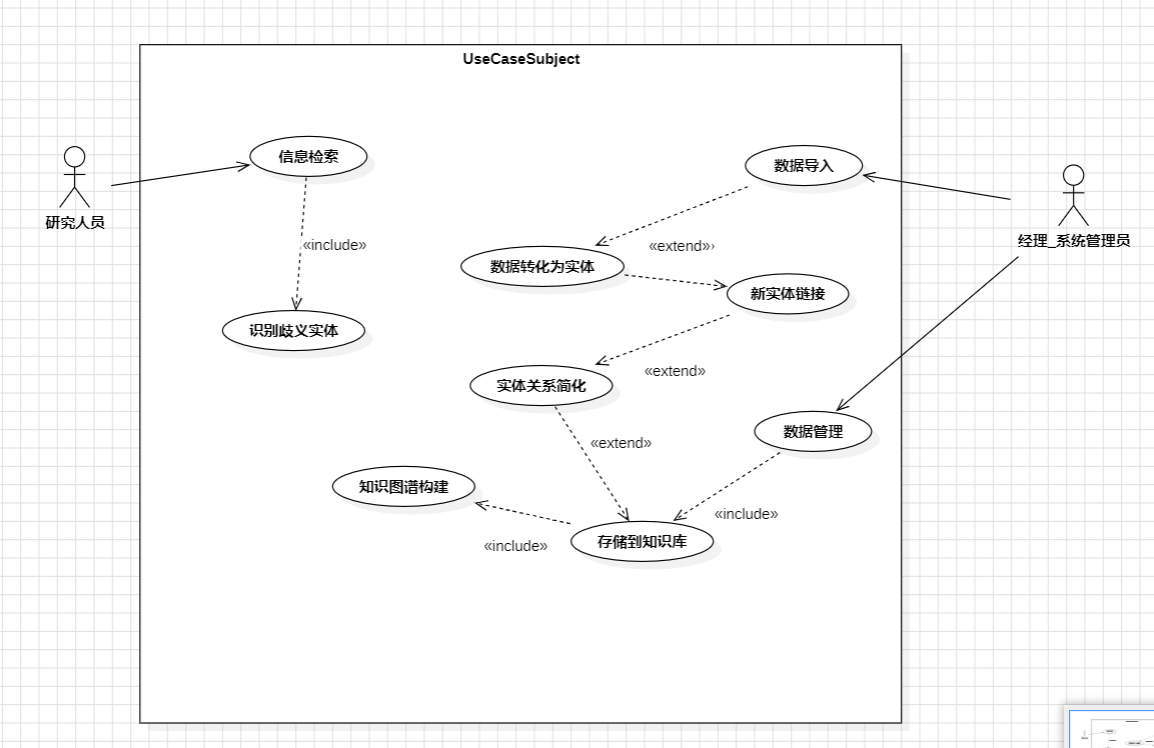 UseCaseSubject
信息检索
数据导入
研究人员
经理_系统管理员
«include»
«extend»
数据转化为实体
新实体链接
识别歧义实体
«extend»
实体关系简化
数据管理
«extend»
知识图谱构建
«include»
存储到知识库
«include»